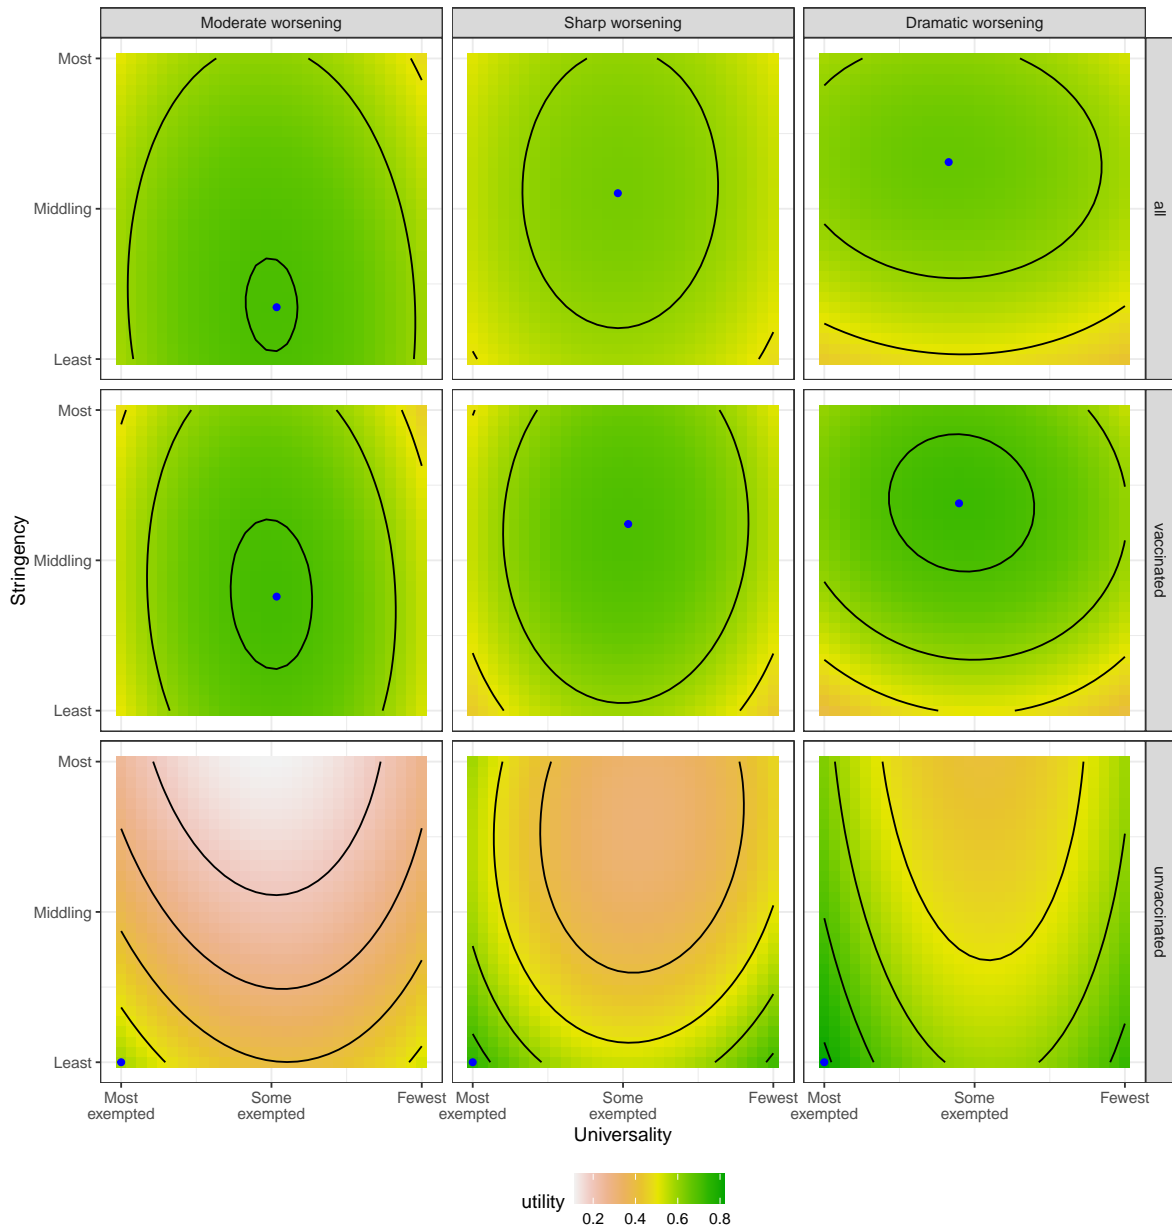 Moderate worsening
Sharp worsening
Dramatic worsening
Most
Middling
Least
all
Most
Middling
Least
vaccinated
Stringency
Most
Middling
Least
unvaccinated
Most
exempted
Some
exempted
Fewest
Most
exempted
Some
exempted
Fewest
Most
exempted
Some
exempted
Fewest
Universality
utility
0.2
0.4
0.6
0.8